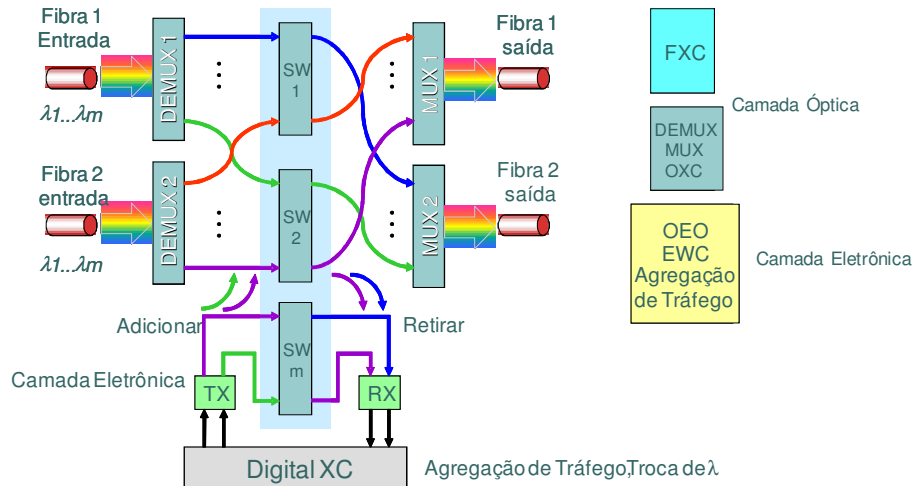 Fibra 1
Entrada
λ1...λm
DEMUX 1
SW
1
MUX 1
Fibra 1
saída
Fibra 2
entrada
λ1...λm
DEMUX 2
SW
2
MUX 2
Fibra 2
saída
Adicionar
Retirar
SW
m
Camada Eletrônica
TX
RX
Digital XC
Agregação de Tráfego,Troca de λ
FXC
Camada Óptica
DEMUX
MUX
OXC
OEO
EWC
Agregação
de Tráfego
Camada Eletrônica